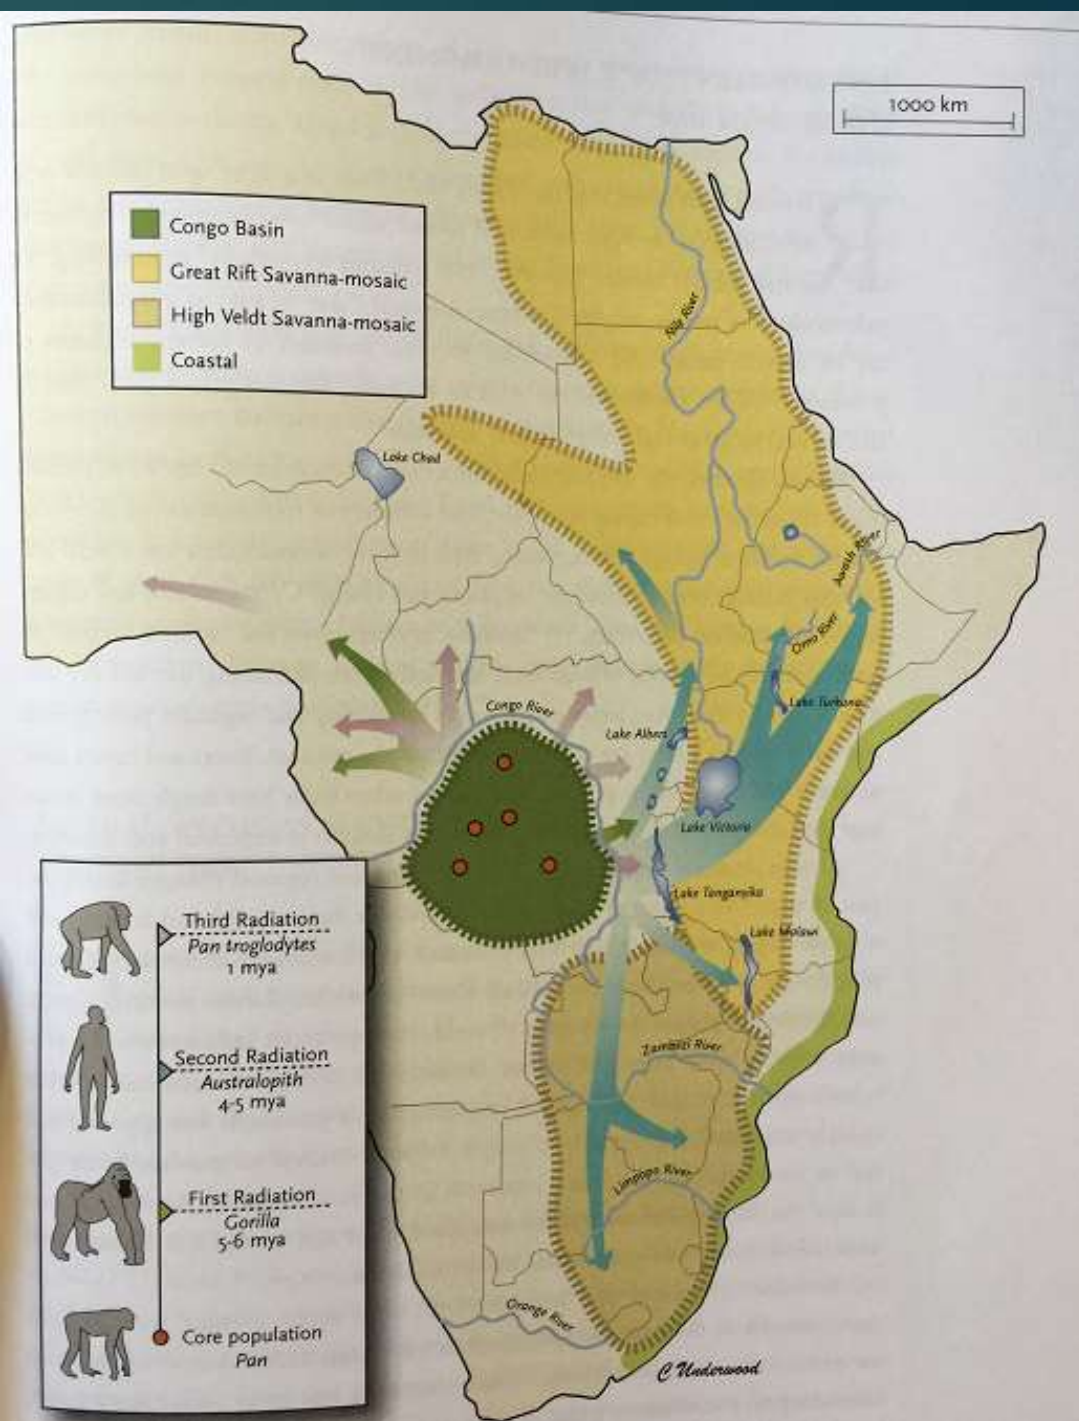 1000 km
Congo Basin
Great Rift Savanna-mosaic
High Veldt Savanna-mosaic
Coastal
Nile River
Lake Chad
Awash River
Omo River
Lake Turkana
Congo River
Lake Albert
Lake Victoria
Lake Tanganyika
Lake Malawi
Zambizi River
Limpopo River
Orange River
C Underwood
Third Radiation
Pan troglodytes
1 mya
Second Radiation
Australopith
4-5 mya
First Radiation
Gorilla
5-6 mya
Core population
Pan